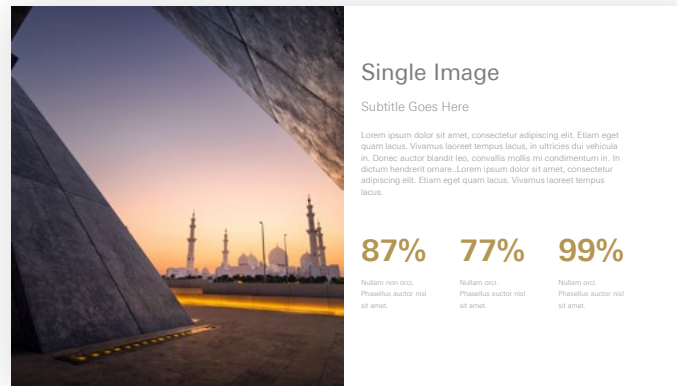 Single Image
Subtitle Goes Here
Lorem ipsum dolor sit amet, consectetur adipiscing elit. Etiam eget
quam lacus. Vivamus laoreet tempus lacus, in ultricies dui vehicula
in. Donec auctor blandit leo, convallis mollis mi condimentum in. In
dictum hendrerit ornare..Lorem ipsum dolor sit amet, consectetur
adipiscing elit. Etiam eget quam lacus. Vivamus laoreet tempus
lacus.
87% 77% 99%
Nullam non orci. Nullam orci. Nullam orci.
Phasellus auctor nisl Phasellus auctor nisl Phasellus auctor nisl
sit amet. sit amet. sit amet.